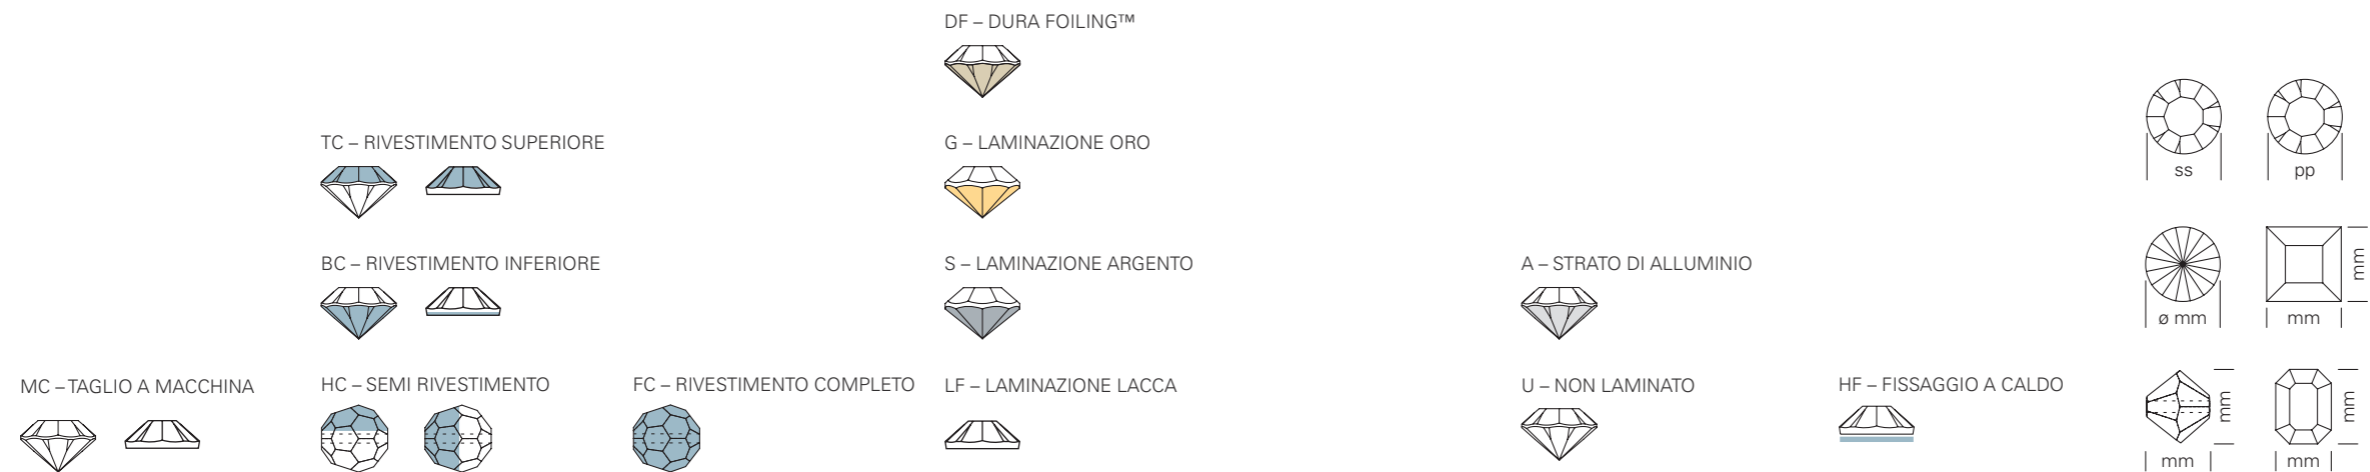 DF – DURA FOILING™
TC – RIVESTIMENTO SUPERIORE
G – LAMINAZIONE ORO
ss
pp
BC – RIVESTIMENTO INFERIORE
S – LAMINAZIONE ARGENTO
A – STRATO DI ALLUMINIO
mm
ø mm
mm
MC – TAGLIO A MACCHINA
HC – SEMI RIVESTIMENTO
FC – RIVESTIMENTO COMPLETO
LF – LAMINAZIONE LACCA
U – NON LAMINATO
HF – FISSAGGIO A CALDO
mm
mm
mm
mm